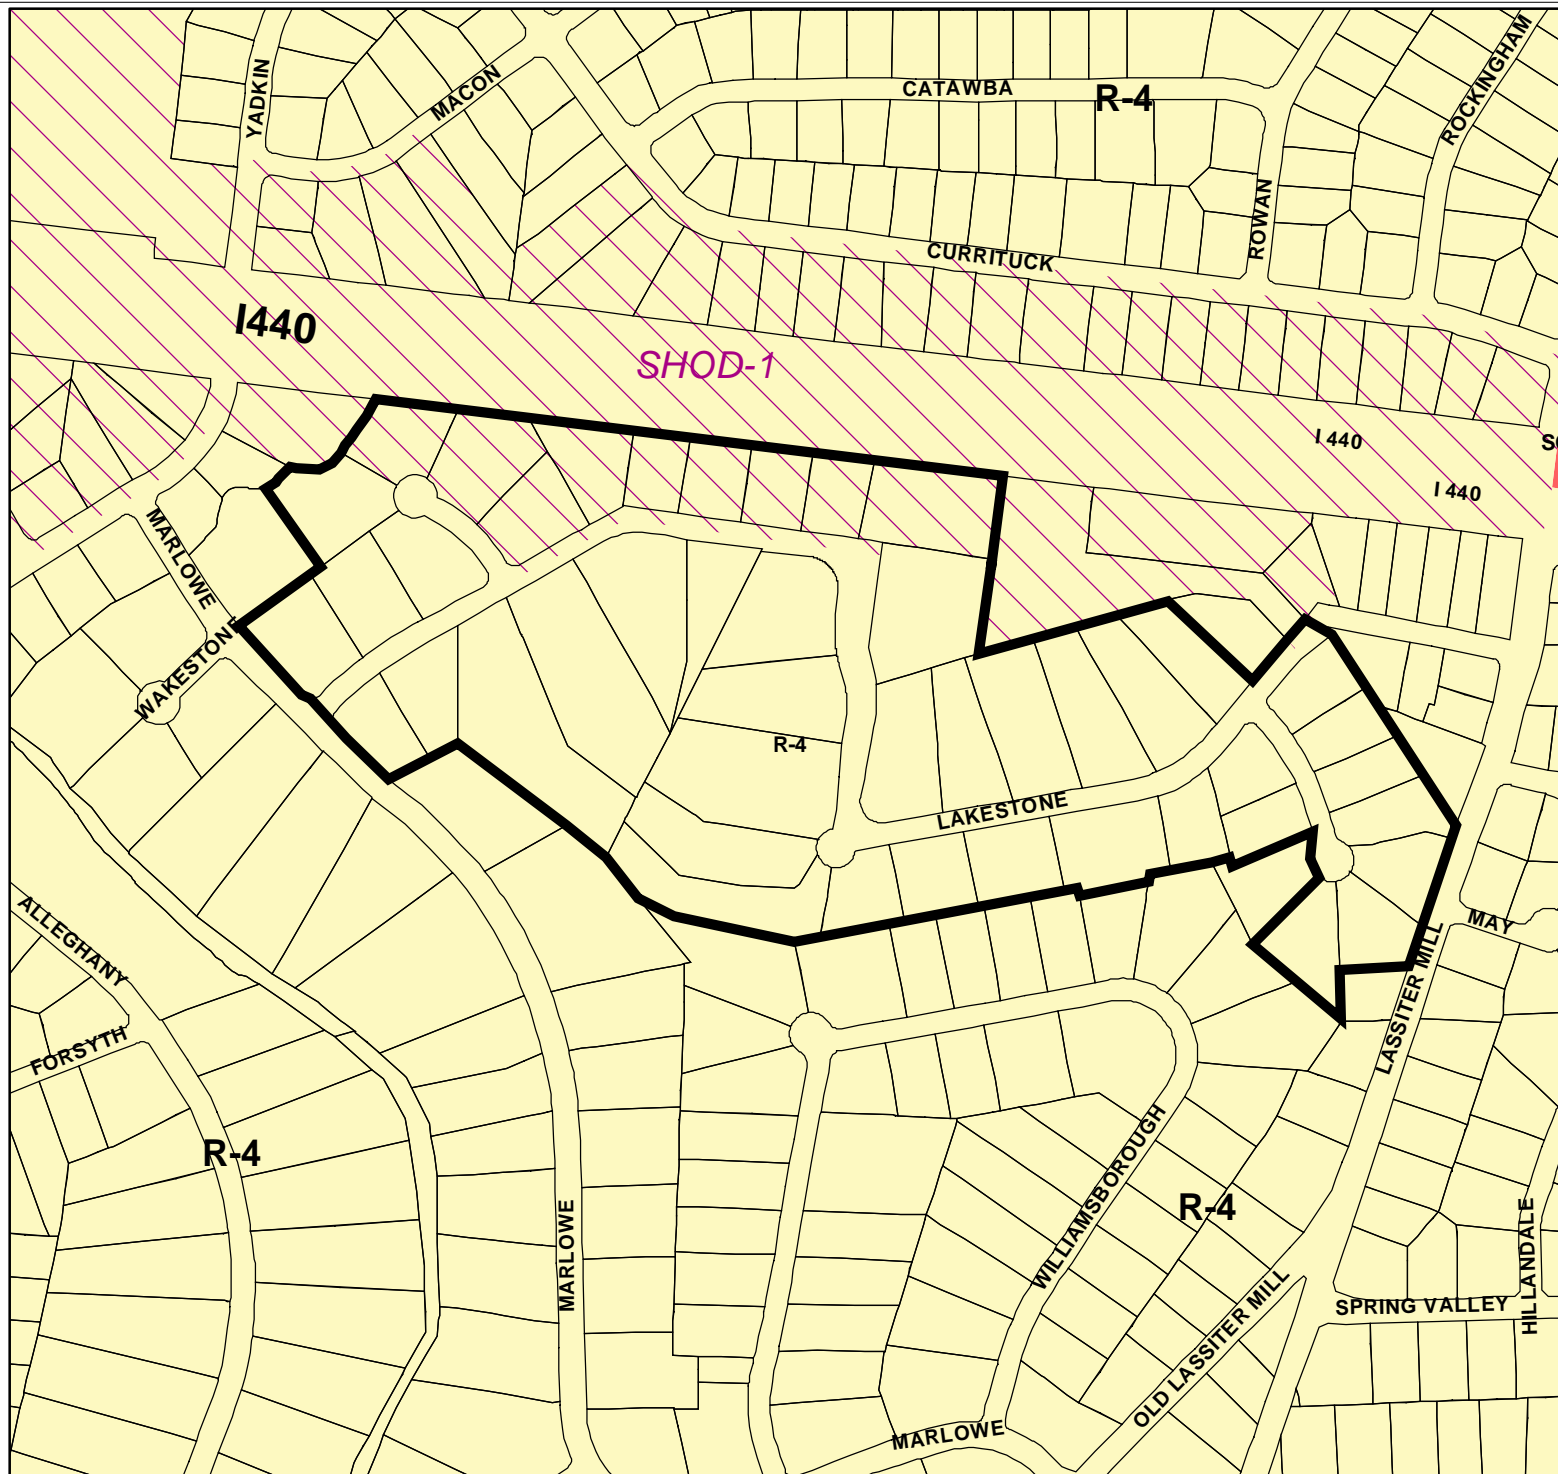 YADKIN
MACON
CATAWBA
R-4
ROCKINGHAM
ROWAN
CURRITUCK
I440
SHOD-1
I 440
I 440
MARLOWE
WAKESTONE
R-4
LAKESTONE
ALLEGHANY
MAY
LASSITER MILL
FORSYTH
R-4
WILLIAMSBOROUGH
R-4
MARLOWE
HILLANDALE
SPRING VALLEY
OLD LASSITER MILL
MARLOWE